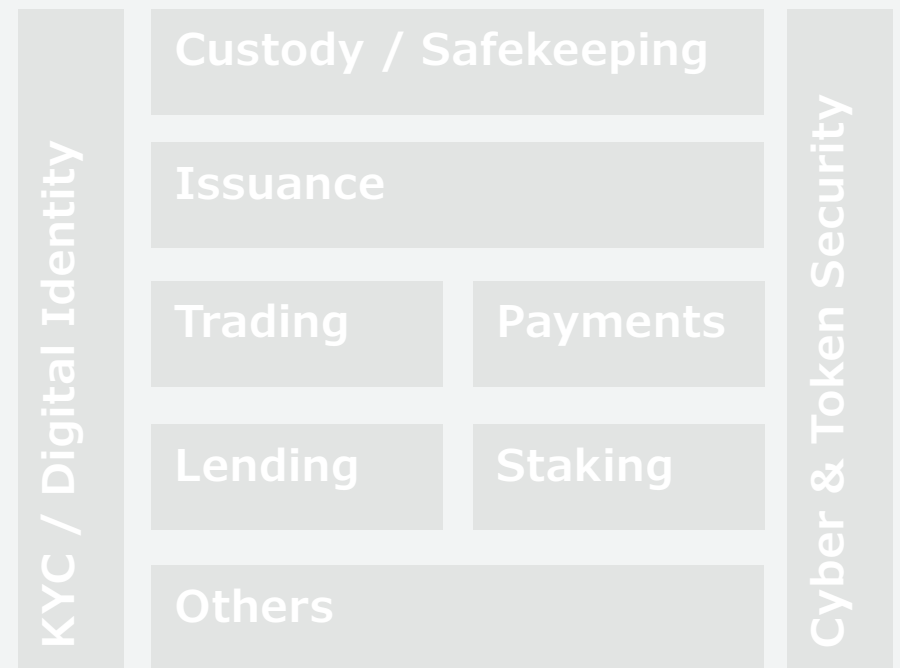 KYC / Digital Identity
Custody / Safekeeping
Issuance
Trading
Payments
Lending
Staking
Others
Cyber & Token Security